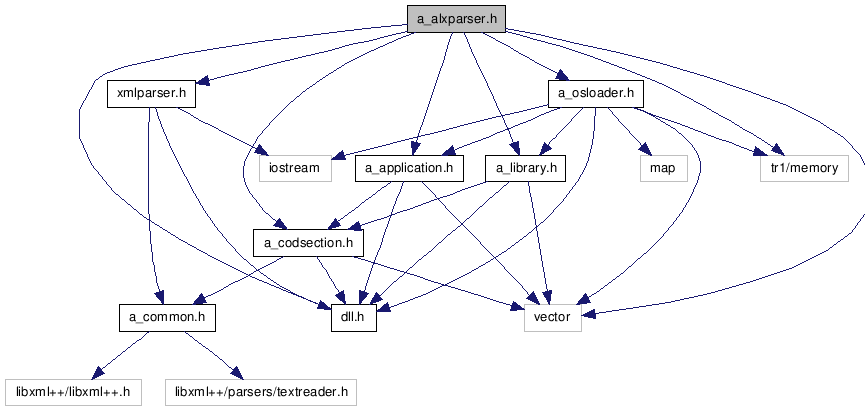 a_alxparser.h
xmlparser.h
a_osloader.h
iostream
a_application.h
a_library.h
map
tr1/memory
a_codsection.h
a_common.h
dll.h
vector
libxml++/libxml++.h
libxml++/parsers/textreader.h